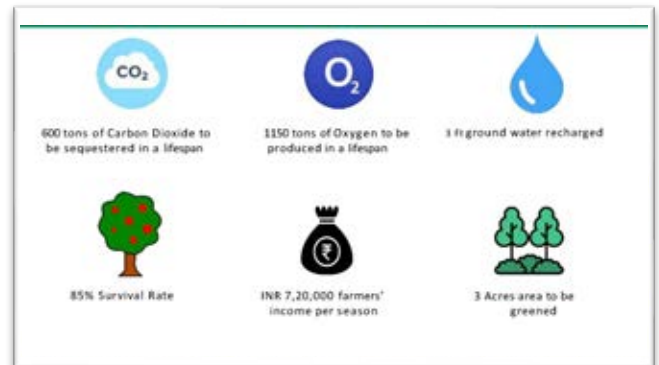 CO₂
O₂
600 tons of Carbon Dioxide to
be sequestered in a lifespan
1150 tons of Oxygen to be
produced in a lifespan
3 ft ground water recharged
₹
85% Survival Rate
INR 7,20,000 farmers'
income per season
3 Acres area to be
greened